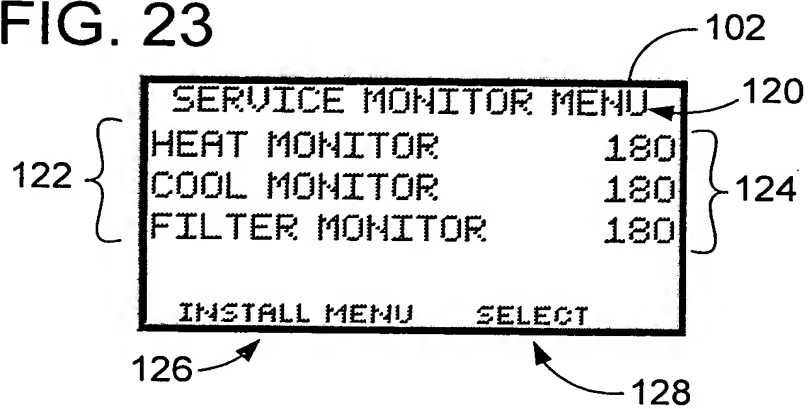 FIG. 23
102
SERVICE MONITOR MENU
120
HEAT MONITOR 180
122
COOL MONITOR 180
124
FILTER MONITOR 180
INSTALL MENU SELECT
126
128